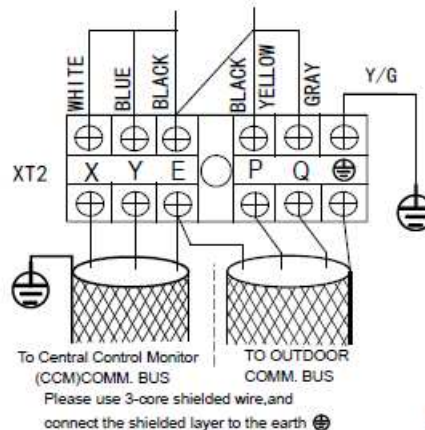 WHITE BLUE BLACK BLACK YELLOW GRAY Y/G
XT2 X Y E P Q
To Central Control Monitor
(CCM)COMM. BUS
TO OUTDOOR
COMM. BUS
Please use 3-core shielded wire,and
connect the shielded layer to the earth